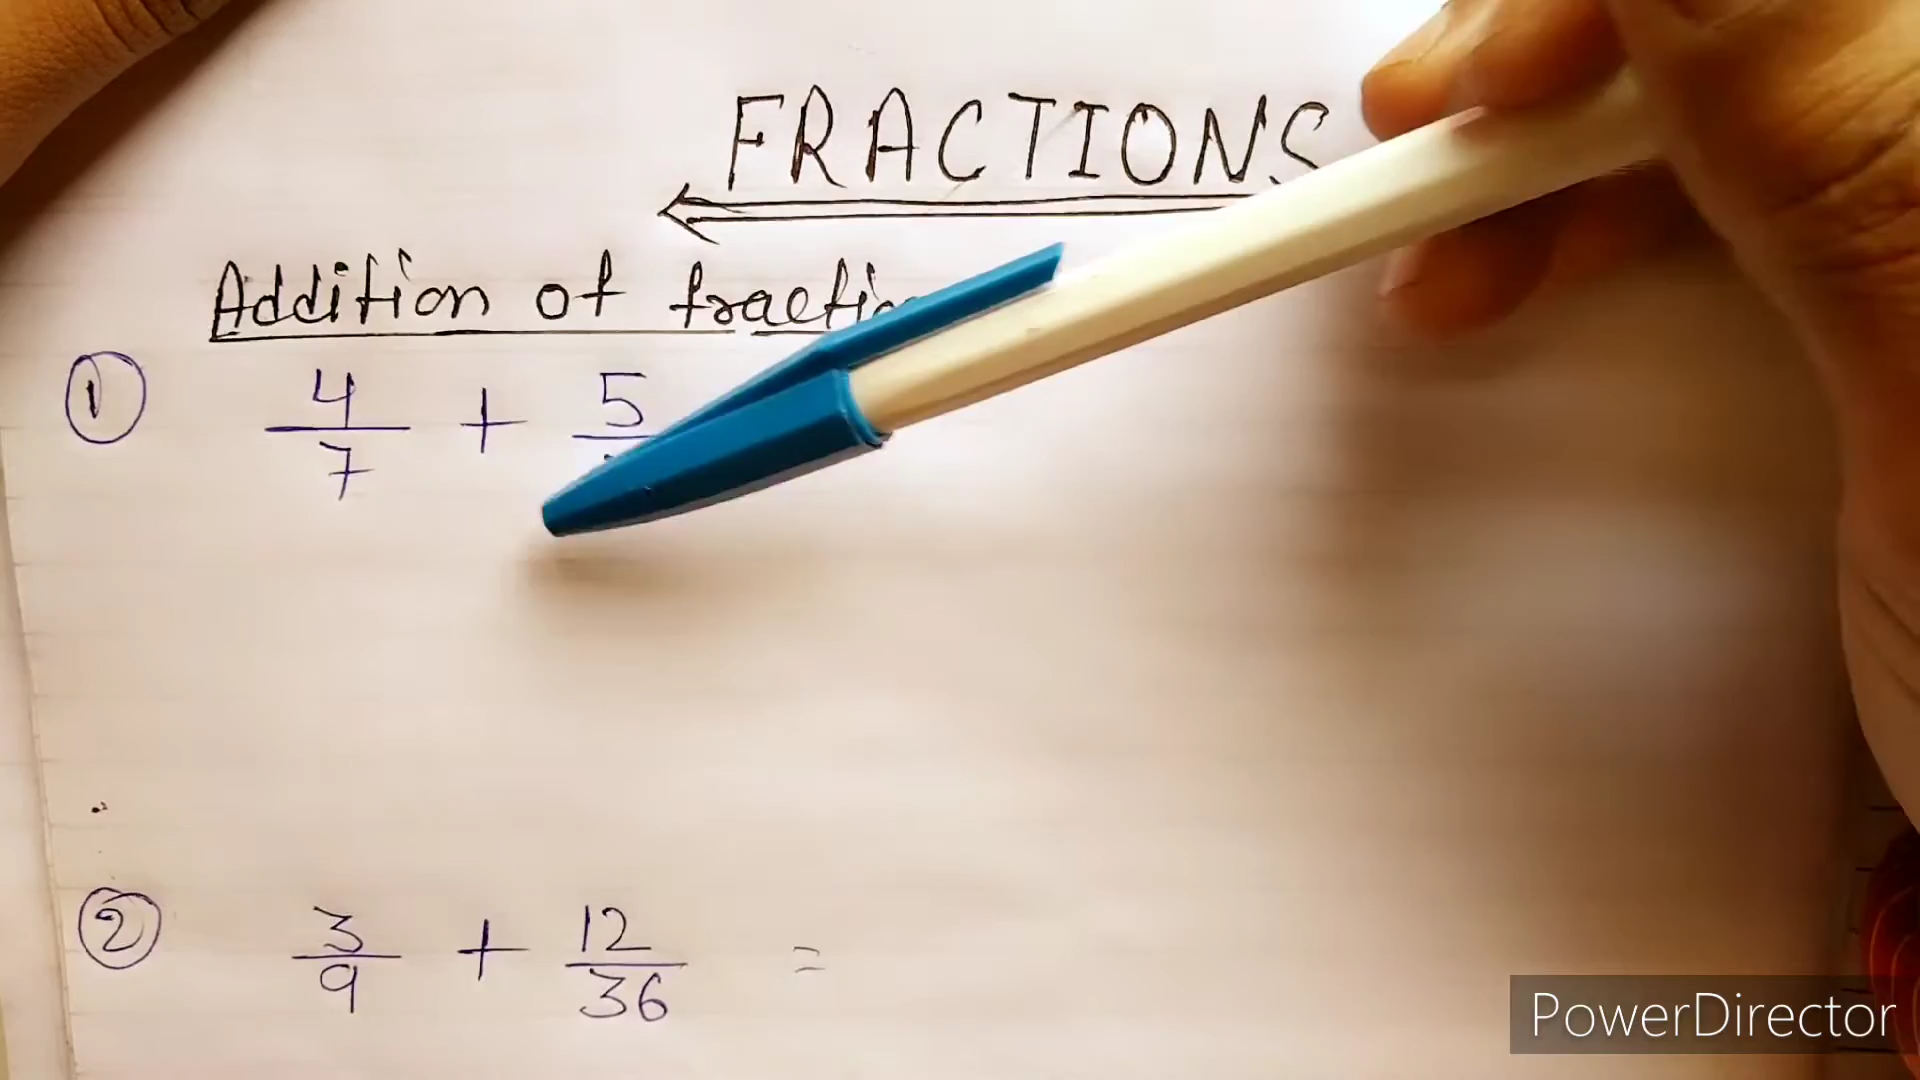 FRACTIONS
Addition of
① 4/7 + 5
② 3/9 + 12/36 =
PowerDirector